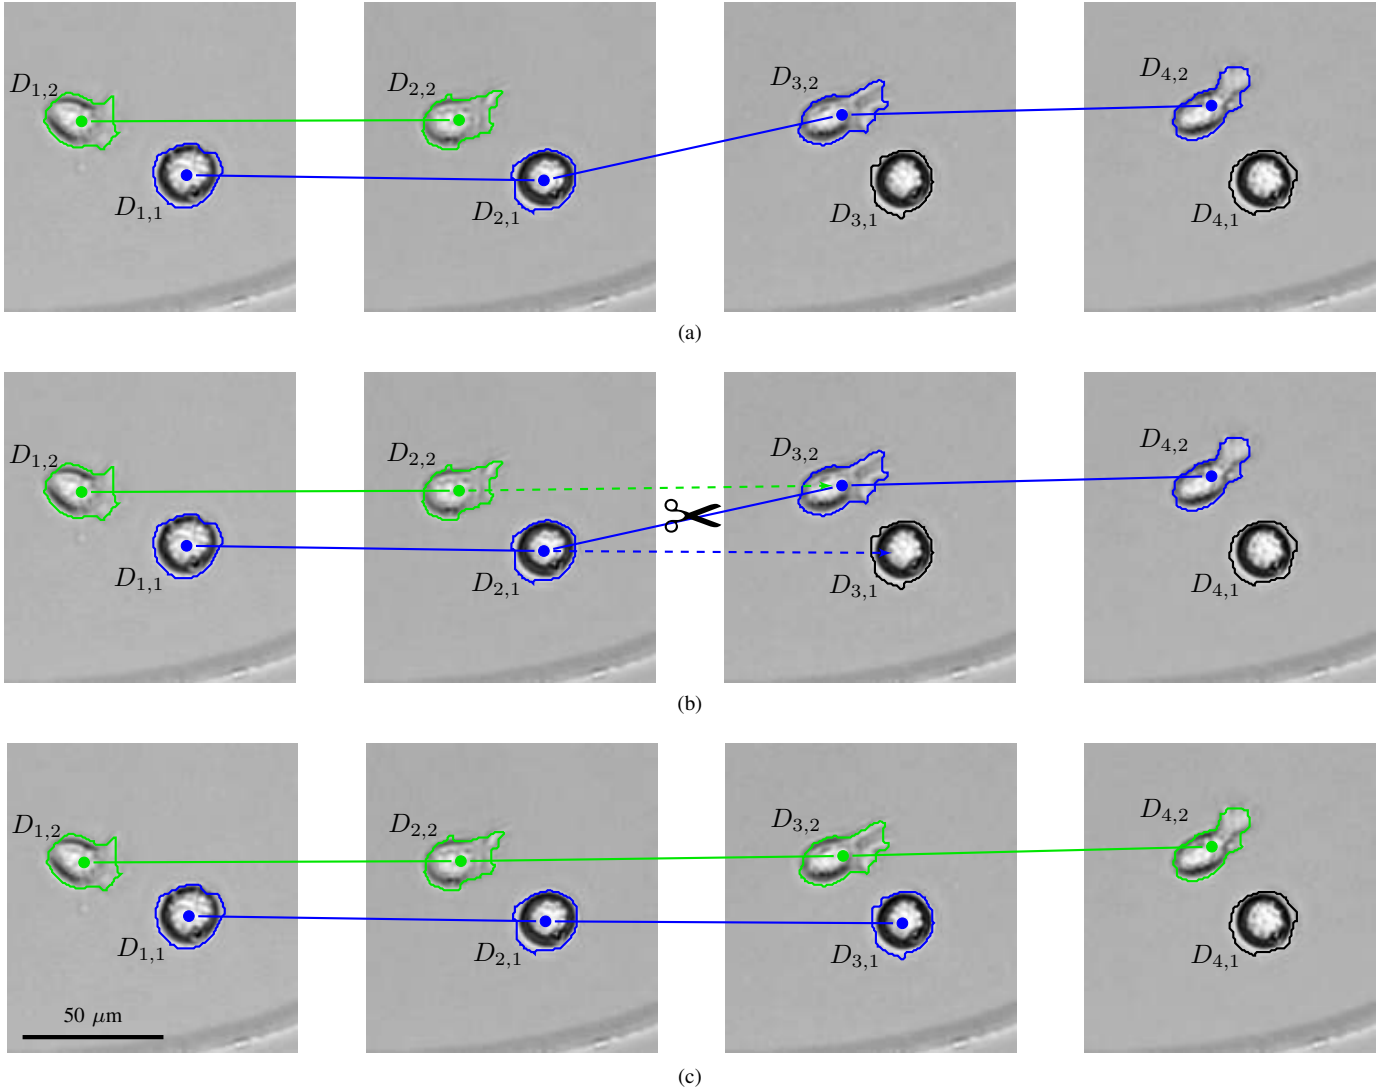 D1,2
D2,2
D3,2
D4,2
D1,1
D2,1
D3,1
D4,1
(a)
D1,2
D2,2
D3,2
D4,2
D1,1
D2,1
D3,1
D4,1
(b)
D1,2
D2,2
D3,2
D4,2
D1,1
D2,1
D3,1
D4,1
50 μm
(c)